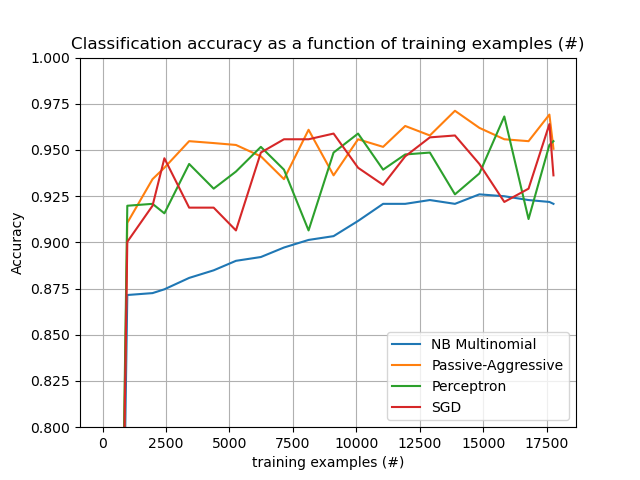 Classification accuracy as a function of training examples (#)
1.000
0.975
0.950
0.925
0.900
0.875
0.850
0.825
0.800
Accuracy
NB Multinomial
Passive-Aggressive
Perceptron
SGD
0 2500 5000 7500 10000 12500 15000 17500
training examples (#)